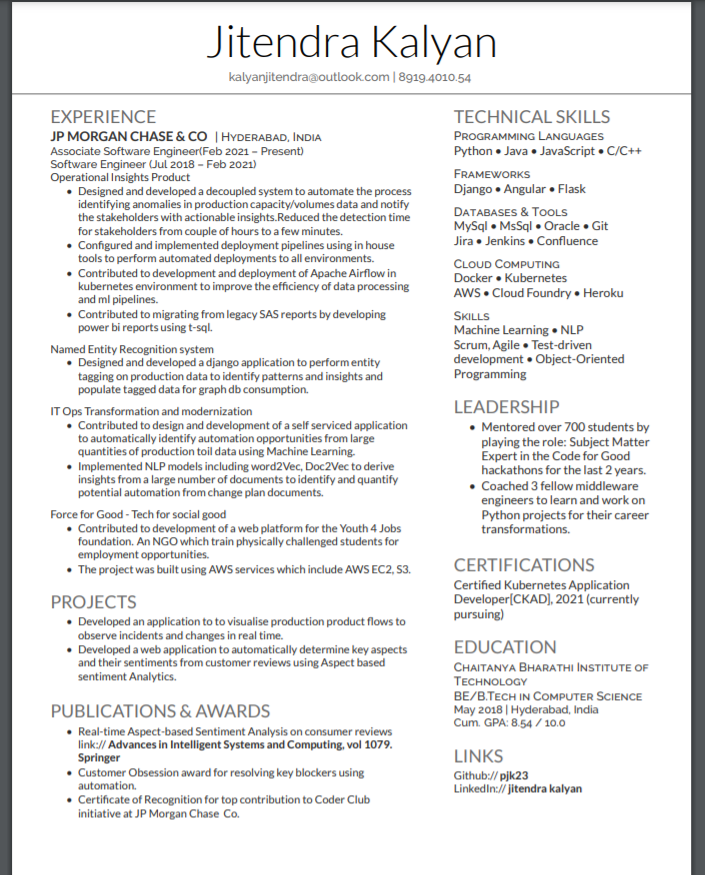 Jitendra Kalyan
kalyanjitendra@outlook.com | 8919.4010.54
EXPERIENCE
JP MORGAN CHASE & CO | HYDERABAD, INDIA
Associate Software Engineer(Feb 2021 – Present)
Software Engineer (Jul 2018 – Feb 2021)
Operational Insights Product
• Designed and developed a decoupled system to automate the process
identifying anomalies in production capacity/volumes data and notify
the stakeholders with actionable insights.Reduced the detection time
for stakeholders from couple of hours to a few minutes.
• Configured and implemented deployment pipelines using in house
tools to perform automated deployments to all environments.
• Contributed to development and deployment of Apache Airflow in
kubernetes environment to improve the efficiency of data processing
and ml pipelines.
• Contributed to migrating from legacy SAS reports by developing
power bi reports using t-sql.
Named Entity Recognition system
• Designed and developed a django application to perform entity
tagging on production data to identify patterns and insights and
populate tagged data for graph db consumption.
IT Ops Transformation and modernization
• Contributed to design and development of a self serviced application
to automatically identify automation opportunities from large
quantities of production toil data using Machine Learning.
• Implemented NLP models including word2Vec, Doc2Vec to derive
insights from a large number of documents to identify and quantify
potential automation from change plan documents.
Force for Good - Tech for social good
• Contributed to development of a web platform for the Youth 4 Jobs
foundation. An NGO which train physically challenged students for
employment opportunities.
• The project was built using AWS services which include AWS EC2, S3.
PROJECTS
• Developed an application to to visualise production product flows to
observe incidents and changes in real time.
• Developed a web application to automatically determine key aspects
and their sentiments from customer reviews using Aspect based
sentiment Analytics.
PUBLICATIONS & AWARDS
• Real-time Aspect-based Sentiment Analysis on consumer reviews
link:// Advances in Intelligent Systems and Computing, vol 1079.
Springer
• Customer Obsession award for resolving key blockers using
automation.
• Certificate of Recognition for top contribution to Coder Club
initiative at JP Morgan Chase Co.
TECHNICAL SKILLS
PROGRAMMING LANGUAGES
Python • Java • JavaScript • C/C++
FRAMEWORKS
Django • Angular • Flask
DATABASES & TOOLS
MySql • MsSql • Oracle • Git
Jira • Jenkins • Confluence
CLOUD COMPUTING
Docker • Kubernetes
AWS • Cloud Foundry • Heroku
SKILLS
Machine Learning • NLP
Scrum, Agile • Test-driven
development • Object-Oriented
Programming
LEADERSHIP
• Mentored over 700 students by
playing the role: Subject Matter
Expert in the Code for Good
hackathons for the last 2 years.
• Coached 3 fellow middleware
engineers to learn and work on
Python projects for their career
transformations.
CERTIFICATIONS
Certified Kubernetes Application
Developer[CKAD], 2021 (currently
pursuing)
EDUCATION
CHAITANYA BHARATHI INSTITUTE OF
TECHNOLOGY
BE/B.TECH IN COMPUTER SCIENCE
May 2018 | Hyderabad, India
Cum. GPA: 8.54 / 10.0
LINKS
Github:// pjk23
LinkedIn:// jitendra kalyan